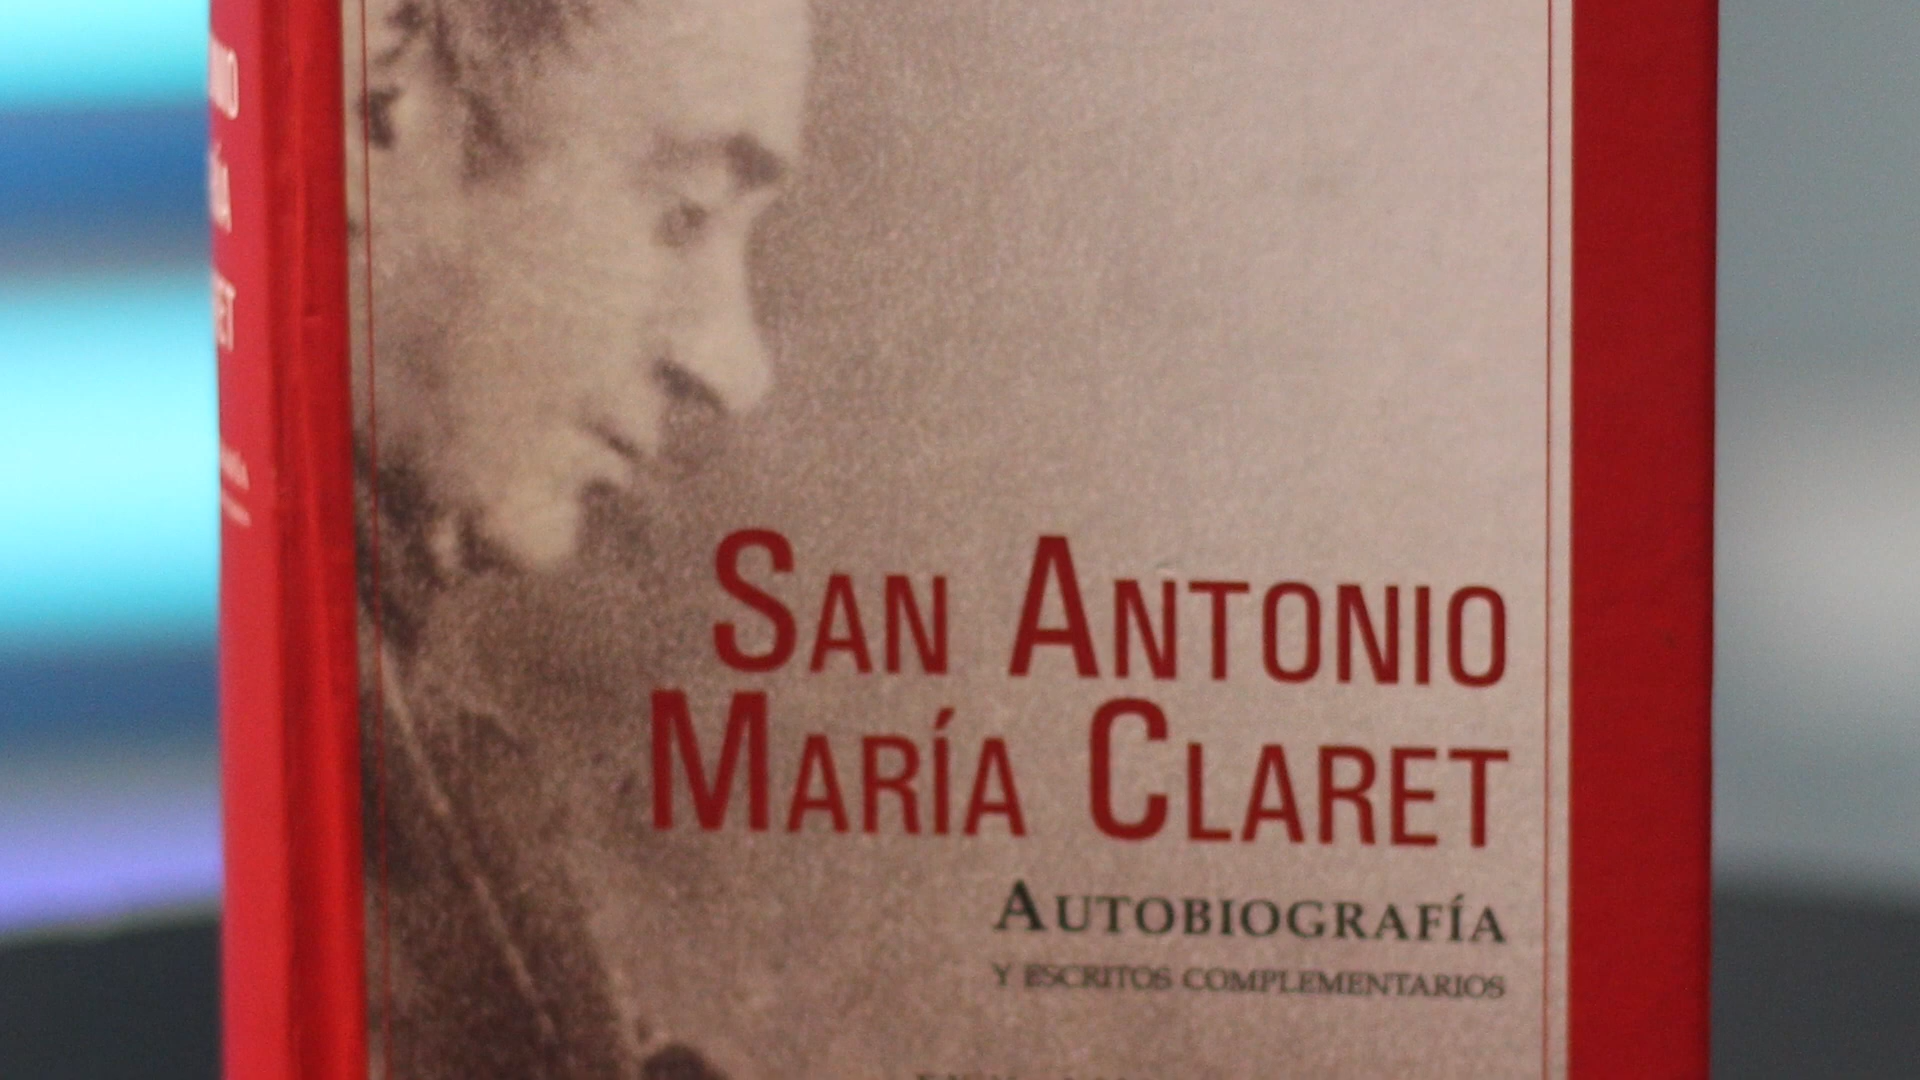 SAN ANTONIO
MARÍA CLARET
AUTOBIOGRAFÍA
Y ESCRITOS COMPLEMENTARIOS